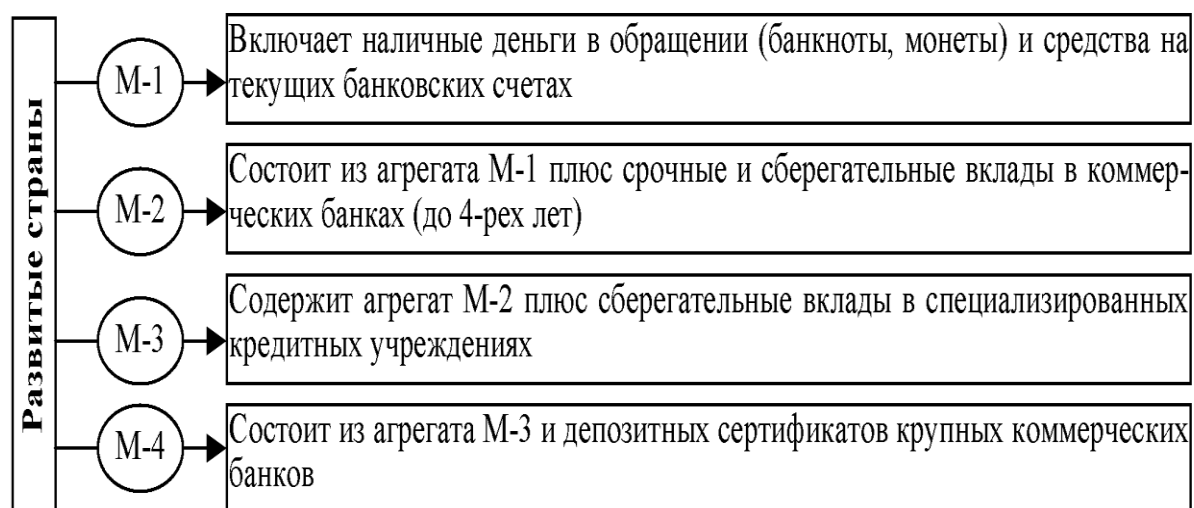 Развитые страны
М-1
Включает наличные деньги в обращении (банкноты, монеты) и средства на
текущих банковских счетах
М-2
Состоит из агрегата М-1 плюс срочные и сберегательные вклады в коммер-
ческих банках (до 4-рех лет)
М-3
Содержит агрегат М-2 плюс сберегательные вклады в специализированных
кредитных учреждениях
М-4
Состоит из агрегата М-3 и депозитных сертификатов крупных коммерческих
банков